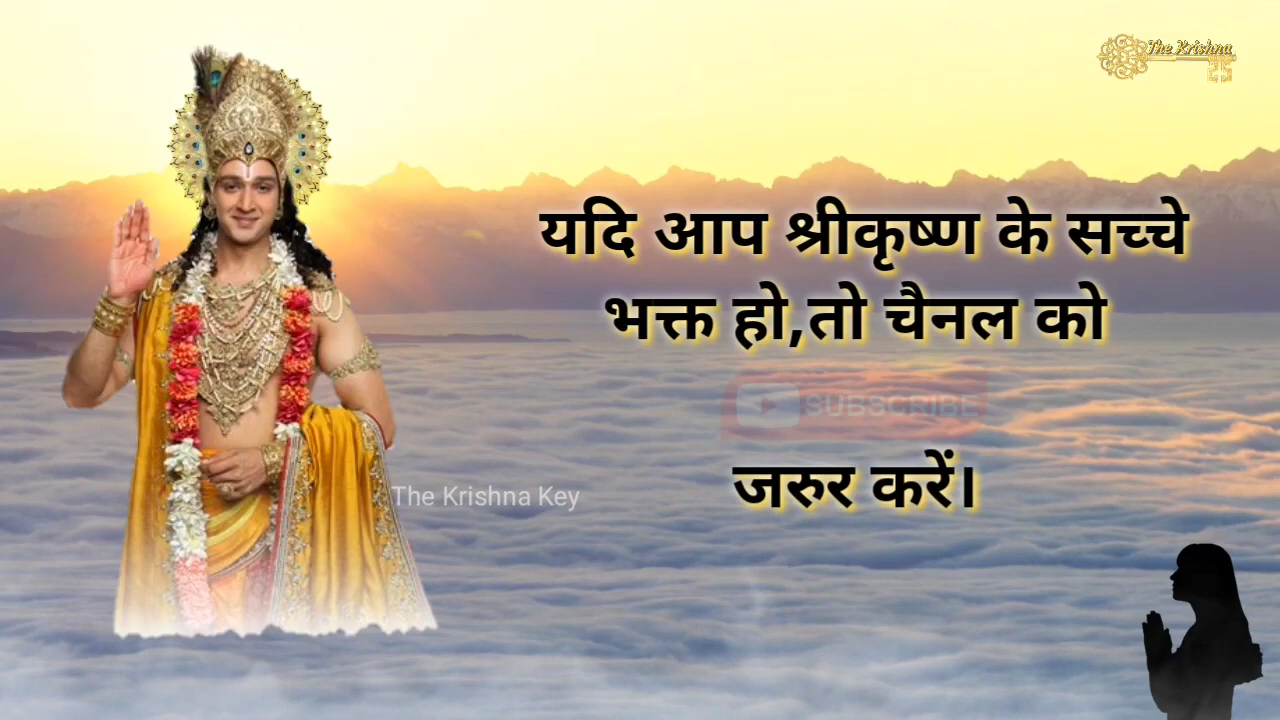 The Krishna
यदि आप श्रीकृष्ण के सच्चे
भक्त हो,तो चैनल को
SUBSCRIBE
जरुर करें।
The Krishna Key